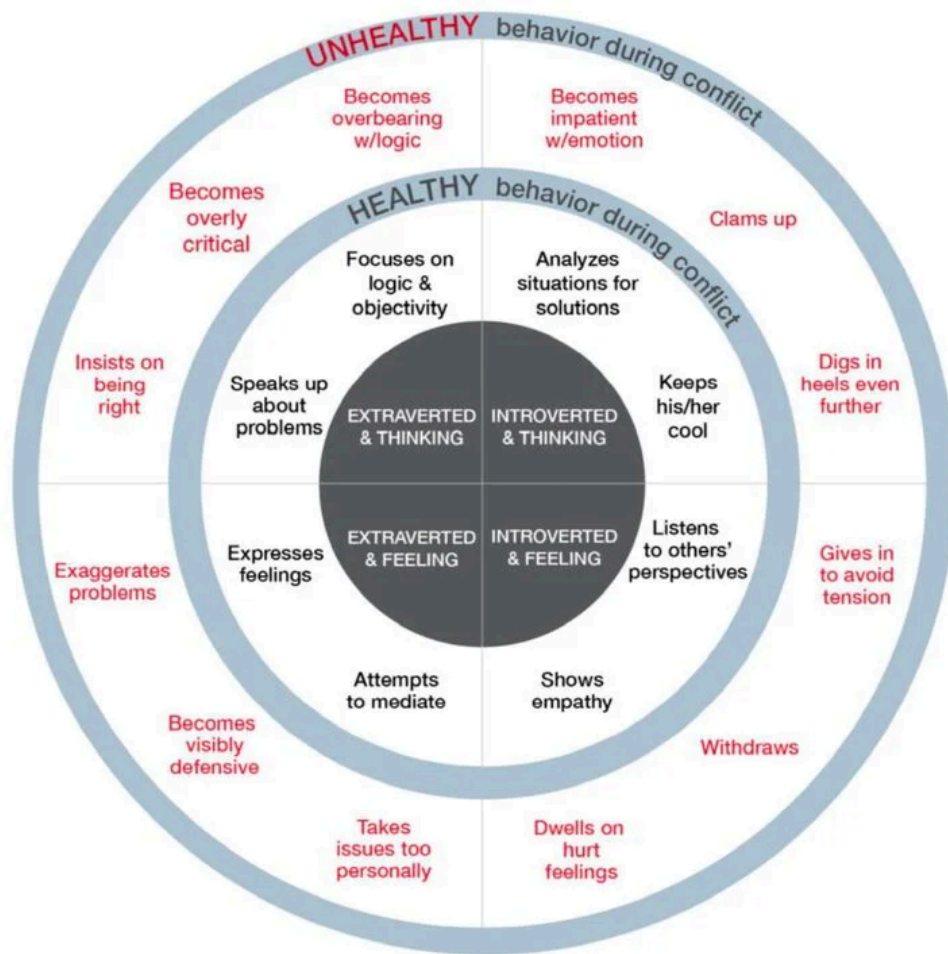 UNHEALTHY behavior during conflict
Becomes
overbearing
w/logic
Becomes
impatient
w/emotion
Becomes
overly
critical
Clams up
Insists on
being
right
Digs in
heels even
further
HEALTHY behavior during conflict
Focuses on
logic &
objectivity
Analyzes
situations for
solutions
Speaks up
about
problems
Keeps
his/her
cool
EXTRAVERTED
& THINKING
INTROVERTED
& THINKING
EXTRAVERTED
& FEELING
INTROVERTED
& FEELING
Expresses
feelings
Listens
to others'
perspectives
Attempts
to mediate
Shows
empathy
Exaggerates
problems
Gives in
to avoid
tension
Becomes
visibly
defensive
Withdraws
Takes
issues too
personally
Dwells on
hurt
feelings